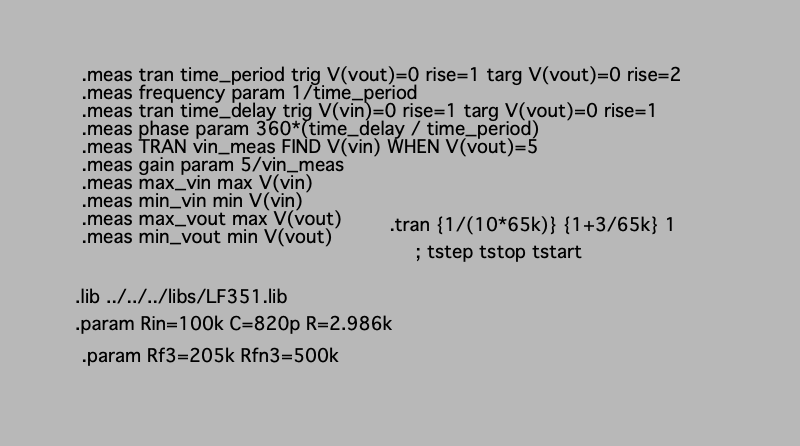 .meas tran time_period trig V(vout)=0 rise=1 targ V(vout)=0 rise=2
.meas frequency param 1/time_period
.meas tran time_delay trig V(vin)=0 rise=1 targ V(vout)=0 rise=1
.meas phase param 360*(time_delay / time_period)
.meas TRAN vin_meas FIND V(vin) WHEN V(vout)=5
.meas gain param 5/vin_meas
.meas max_vin max V(vin)
.meas min_vin min V(vin)
.meas max_vout max V(vout)
.meas min_vout min V(vout)
.tran {1/(10*65k)} {1+3/65k} 1
; tstep tstop tstart
.lib ../../../libs/LF351.lib
.param Rin=100k C=820p R=2.986k
.param Rf3=205k Rfn3=500k